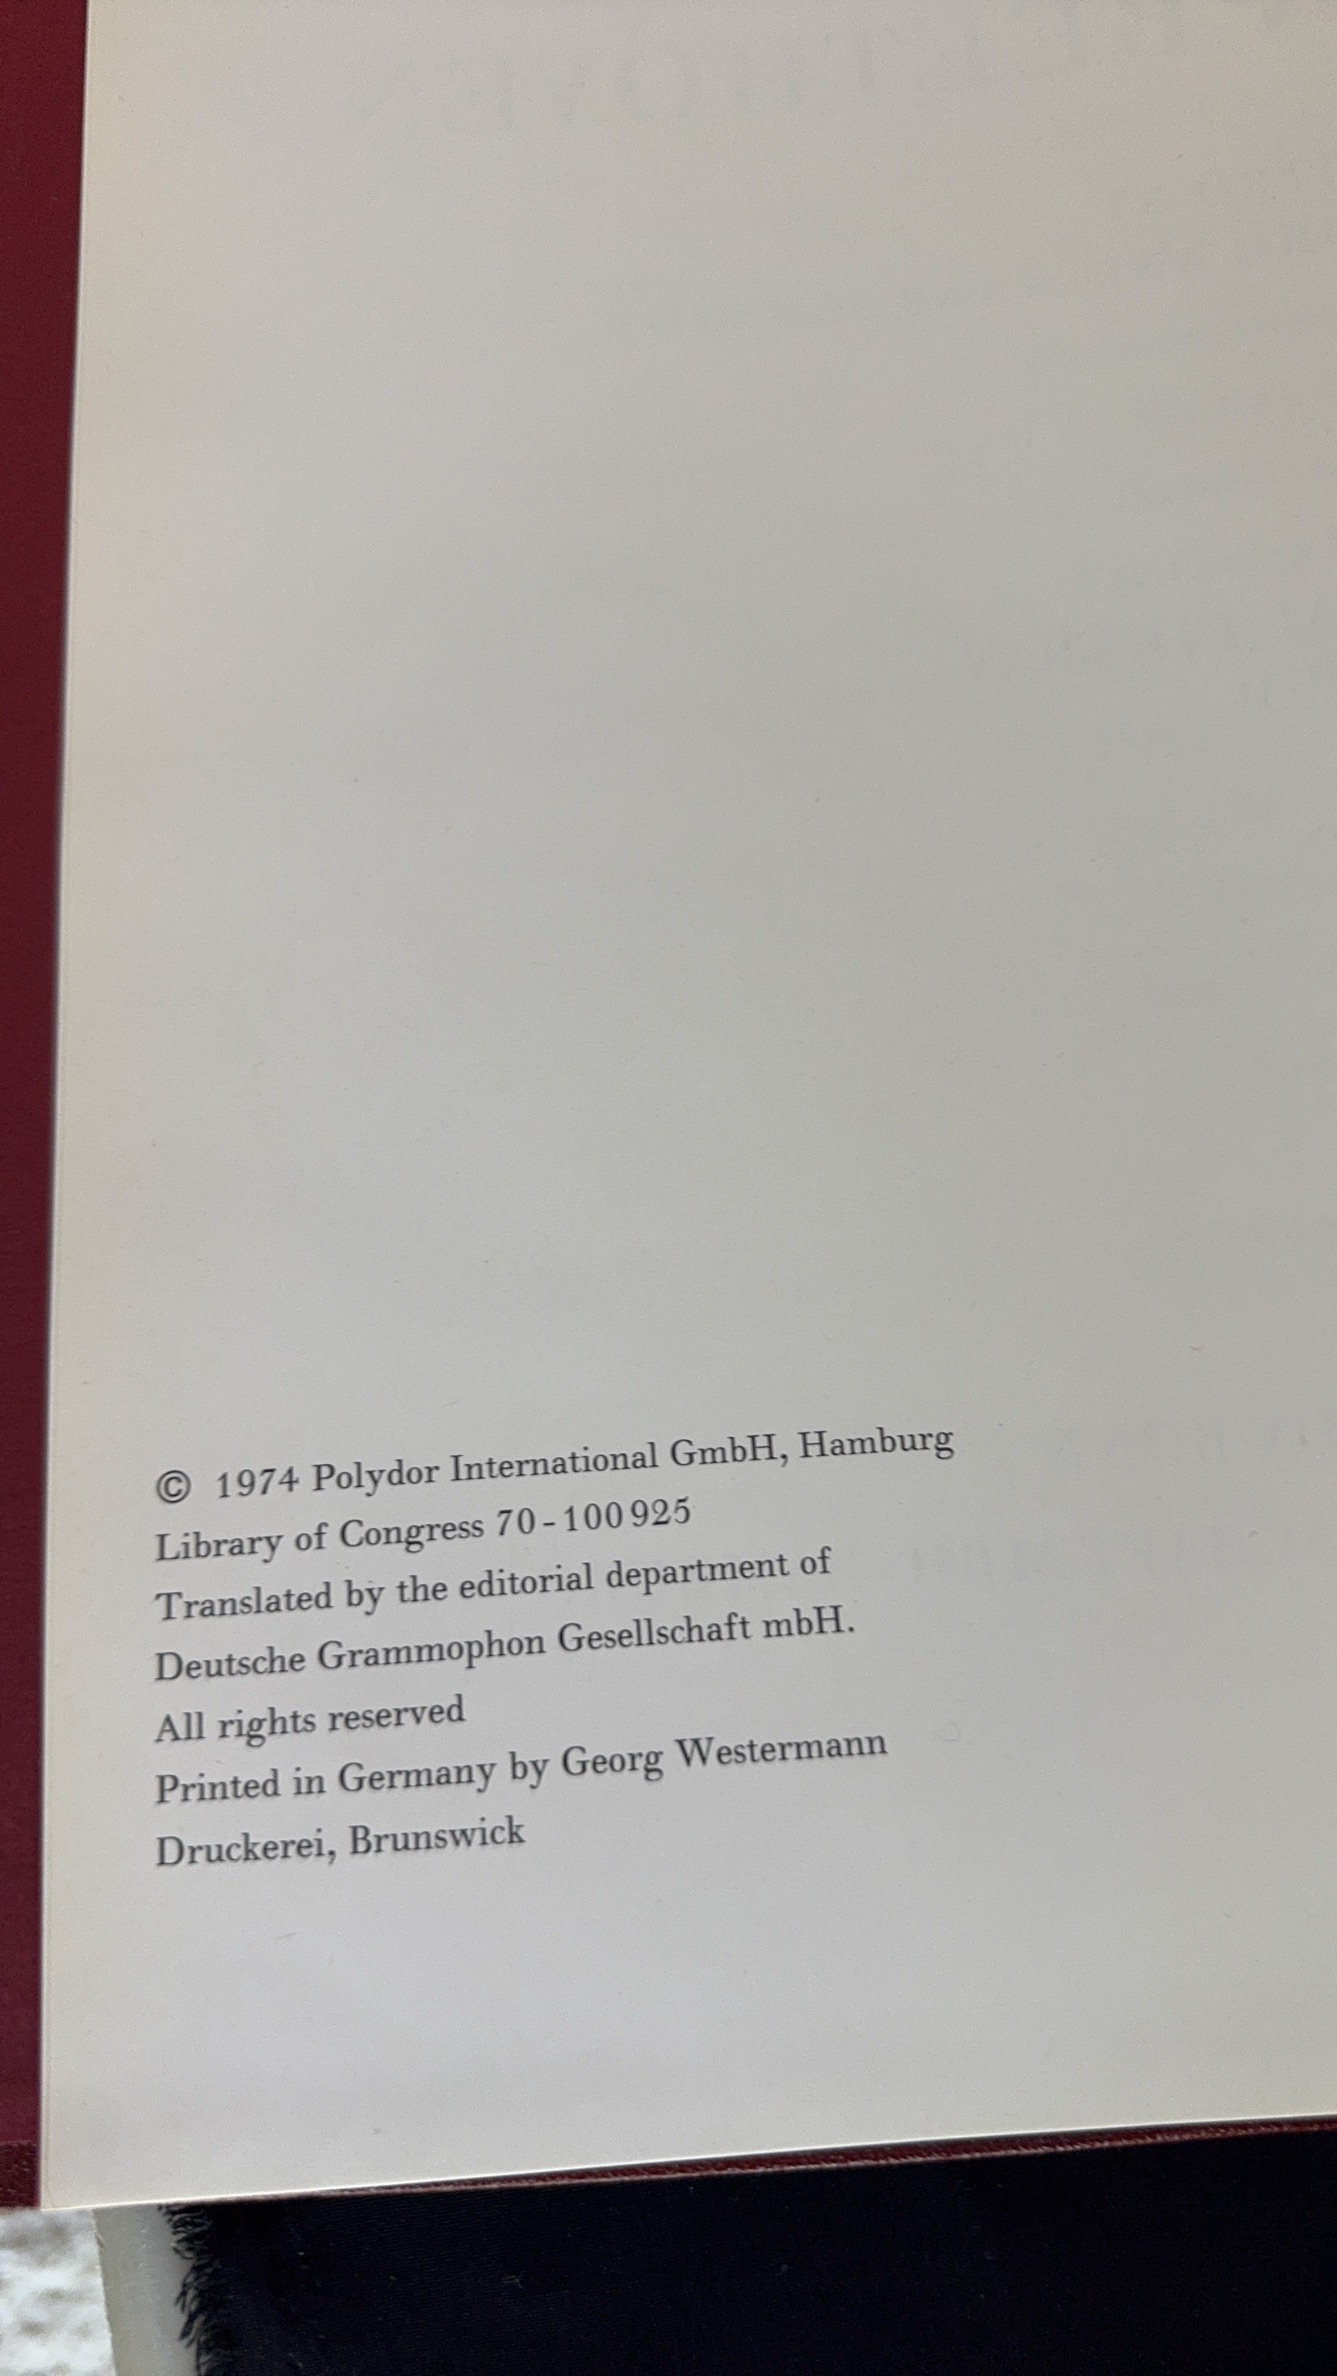 © 1974 Polydor International GmbH, Hamburg
Library of Congress 70-100925
Translated by the editorial department of
Deutsche Grammophon Gesellschaft mbH.
All rights reserved
Printed in Germany by Georg Westermann
Druckerei, Brunswick